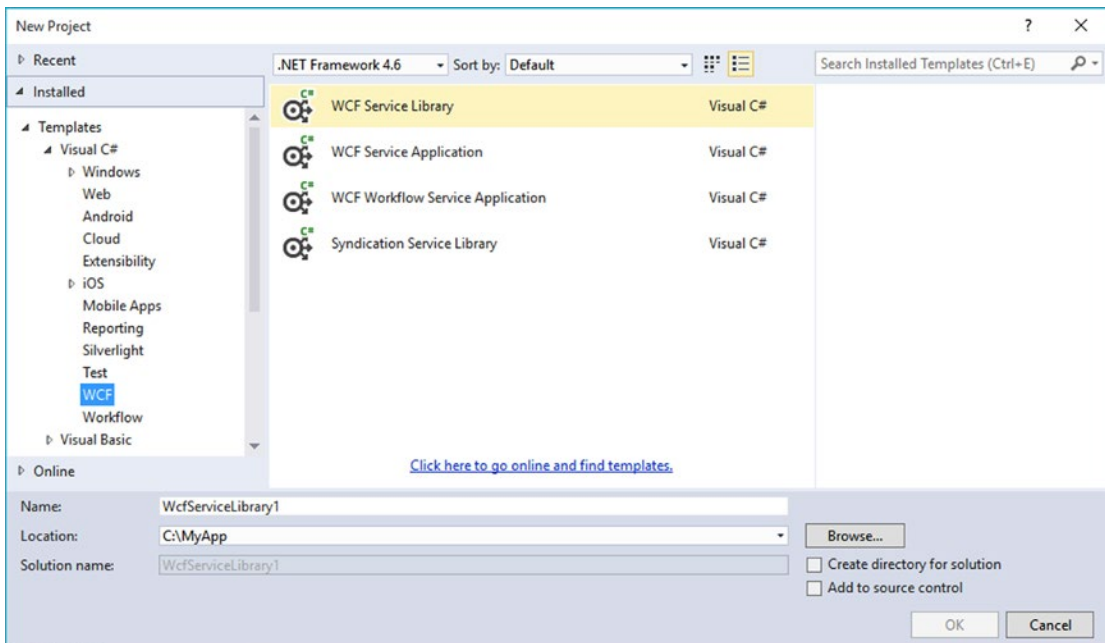 New Project
?
Recent
.NET Framework 4.6
Sort by: Default
Search Installed Templates (Ctrl+E)
Installed
Templates
Visual C#
Windows
Web
Android
Cloud
Extensibility
iOS
Mobile Apps
Reporting
Silverlight
Test
WCF
Workflow
Visual Basic
Online
C# WCF Service Library Visual C#
C# WCF Service Application Visual C#
C# WCF Workflow Service Application Visual C#
C# Syndication Service Library Visual C#
Click here to go online and find templates.
Name: WcfServiceLibrary1
Location: C:\MyApp
Browse...
Solution name: WcfServiceLibrary1
Create directory for solution
Add to source control
OK Cancel